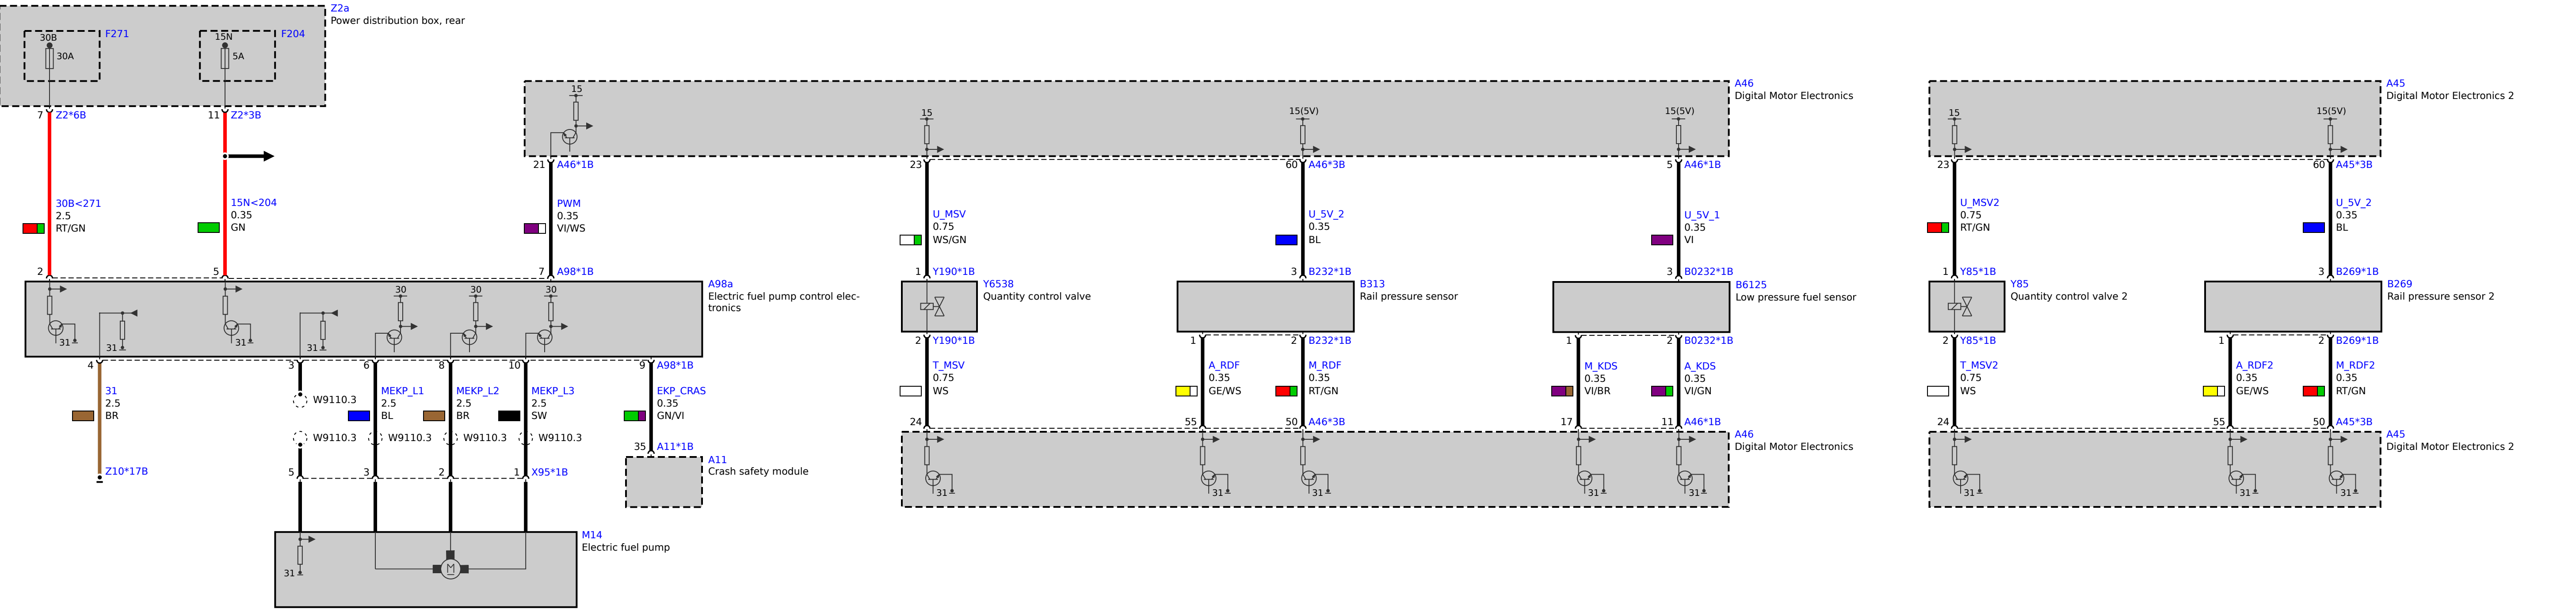 Z2a
Power distribution box, rear
30B
F271
15N
F204
30A
5A
7 Z2*6B
11 Z2*3B
30B<271
2.5
RT/GN
15N<204
0.35
GN
A46
Digital Motor Electronics
15
15
15(5V)
15(5V)
21 A46*1B
23
60 A46*3B
5 A46*1B
PWM
0.35
VI/WS
U_MSV
0.75
WS/GN
U_5V_2
0.35
BL
U_5V_1
0.35
VI
A45
Digital Motor Electronics 2
15
15(5V)
23
60 A45*3B
U_MSV2
0.75
RT/GN
U_5V_2
0.35
BL
2
5
7 A98*1B
1 Y190*1B
3 B232*1B
3 B0232*1B
1 Y85*1B
3 B269*1B
A98a
Electric fuel pump control elec-
tronics
30
30
30
31
31
31
31
Y6538
Quantity control valve
B313
Rail pressure sensor
B6125
Low pressure fuel sensor
Y85
Quantity control valve 2
B269
Rail pressure sensor 2
4
3
6
8
10
9 A98*1B
2 Y190*1B
1
2 B232*1B
1
2 B0232*1B
2 Y85*1B
1
2 B269*1B
31
2.5
BR
W9110.3
MEKP_L1
2.5
BL
MEKP_L2
2.5
BR
MEKP_L3
2.5
SW
EKP_CRAS
0.35
GN/VI
T_MSV
0.75
WS
A_RDF
0.35
GE/WS
M_RDF
0.35
RT/GN
M_KDS
0.35
VI/BR
A_KDS
0.35
VI/GN
T_MSV2
0.75
WS
A_RDF2
0.35
GE/WS
M_RDF2
0.35
RT/GN
W9110.3
W9110.3
W9110.3
W9110.3
24
55
50 A46*3B
17
11 A46*1B
24
55
50 A45*3B
35 A11*1B
A11
Crash safety module
A46
Digital Motor Electronics
31
31
31
31
31
A45
Digital Motor Electronics 2
31
31
31
Z10*17B
5
3
2
1 X95*1B
M14
Electric fuel pump
31
M